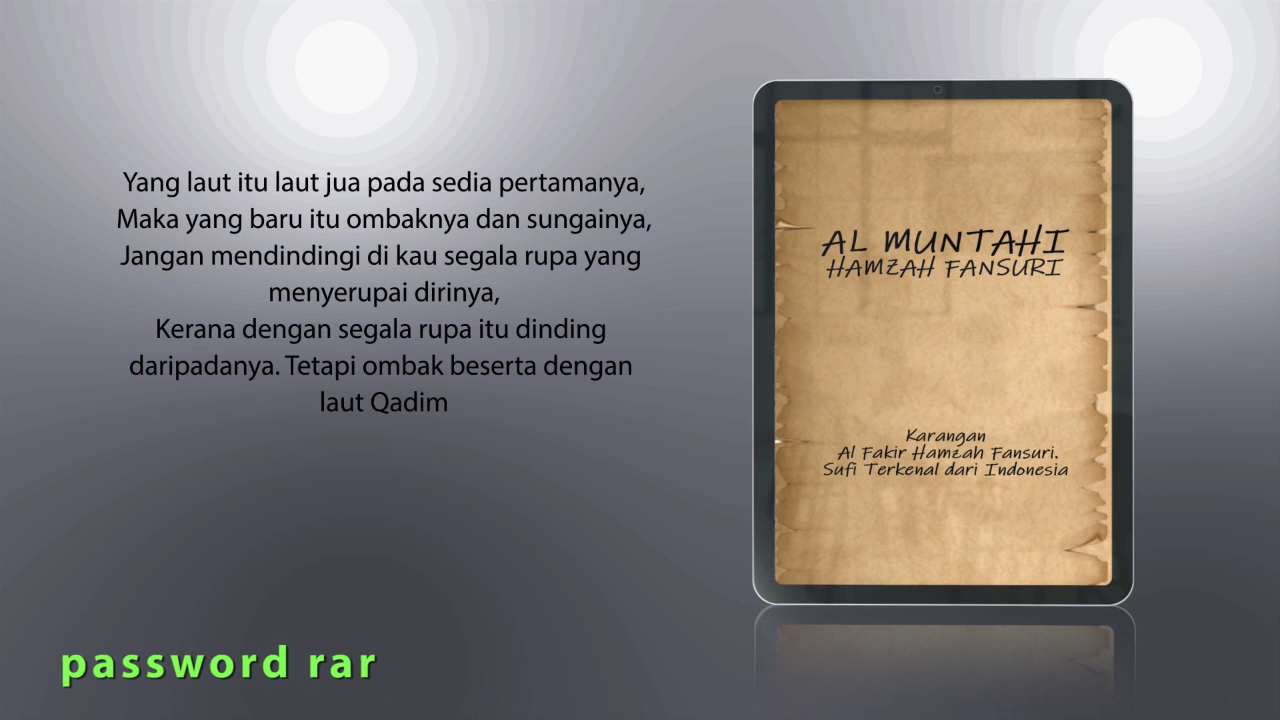 Yang laut itu laut jua pada sedia pertamanya,
Maka yang baru itu ombaknya dan sungainya,
Jangan mendindingi di kau segala rupa yang
menyerupai dirinya,
Kerana dengan segala rupa itu dinding
daripadanya. Tetapi ombak beserta dengan
laut Qadim
AL MUNTAHI
HAMZAH FANSURI
Karangan
Al Fakir Hamzah Fansuri.
Sufi Terkenal dari Indonesia
password rar